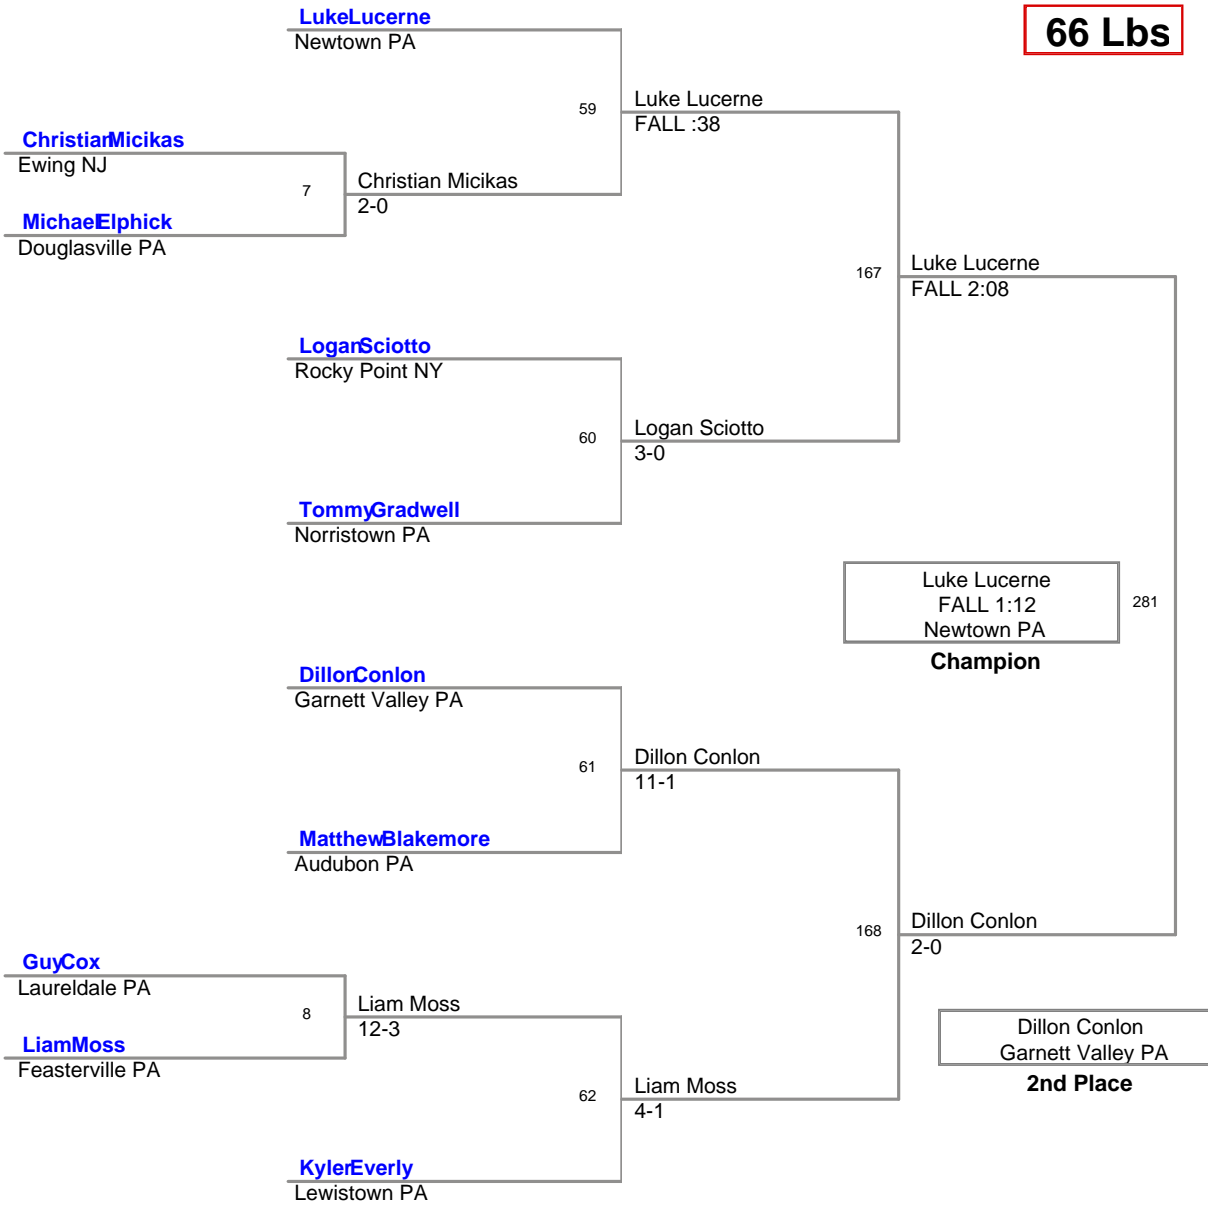 LukeLucerne
66 Lbs
Newtown PA
59
Luke Lucerne
FALL :38
ChristianMicikas
Ewing NJ
7
Christian Micikas
2-0
MichaelElphick
Douglasville PA
167
Luke Lucerne
FALL 2:08
LoganSciotto
Rocky Point NY
60
Logan Sciotto
3-0
TommyGradwell
Norristown PA
Luke Lucerne
FALL 1:12
Newtown PA
281
Champion
DillonConlon
Garnett Valley PA
61
Dillon Conlon
11-1
MatthewBlakemore
Audubon PA
168
Dillon Conlon
2-0
GuyCox
Laureldale PA
8
Liam Moss
12-3
LiamMoss
Feasterville PA
Dillon Conlon
Garnett Valley PA
2nd Place
62
Liam Moss
4-1
KylerEverly
Lewistown PA